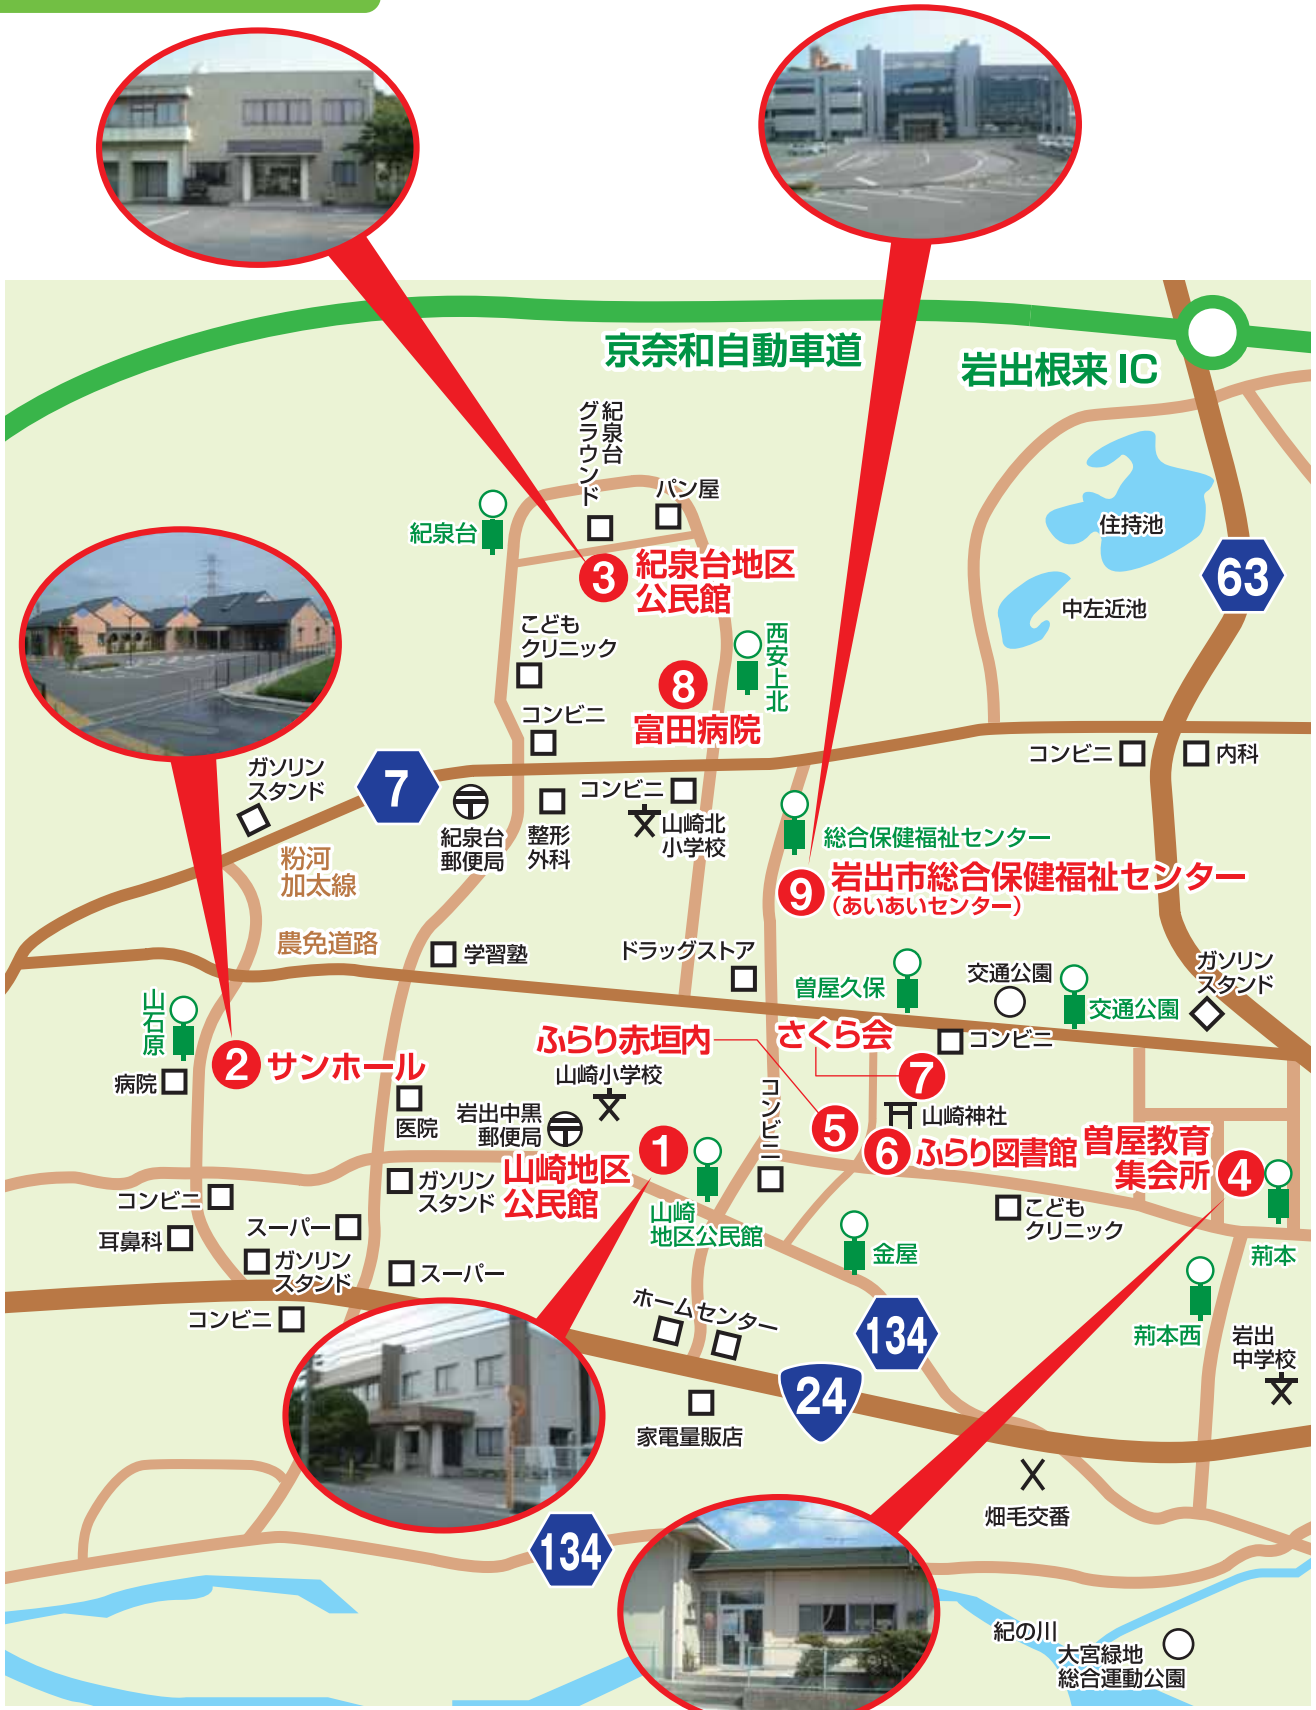 京奈和自動車道
岩出根来 IC
紀泉台
グラウンド
パン屋
紀泉台
住持池
63
中左近池
3
紀泉台地区
公民館
こども
クリニック
西安上北
8
富田病院
コンビニ
コンビニ
内科
ガソリン
スタンド
7
コンビニ
紀泉台
郵便局
整形
外科
山崎北
小学校
総合保健福祉センター
粉河
加太線
9
岩出市総合保健福祉センター
(あいあいセンター)
農免道路
学習塾
ドラッグストア
曽屋久保
交通公園
交通公園
ガソリン
スタンド
山石原
2
サンホール
病院
ふらり赤垣内
さくら会
コンビニ
7
山崎小学校
コンビニ
医院
岩出中黒
郵便局
5
山崎神社
1
山崎地区
公民館
6
ふらり図書館
曽屋教育
集会所
4
ガソリン
スタンド
コンビニ
耳鼻科
スーパー
ガソリン
スタンド
スーパー
コンビニ
山崎
地区公民館
金屋
こども
クリニック
荊本
荊本西
岩出
中学校
ホームセンター
134
24
家電量販店
畑毛交番
134
紀の川
大宮緑地
総合運動公園